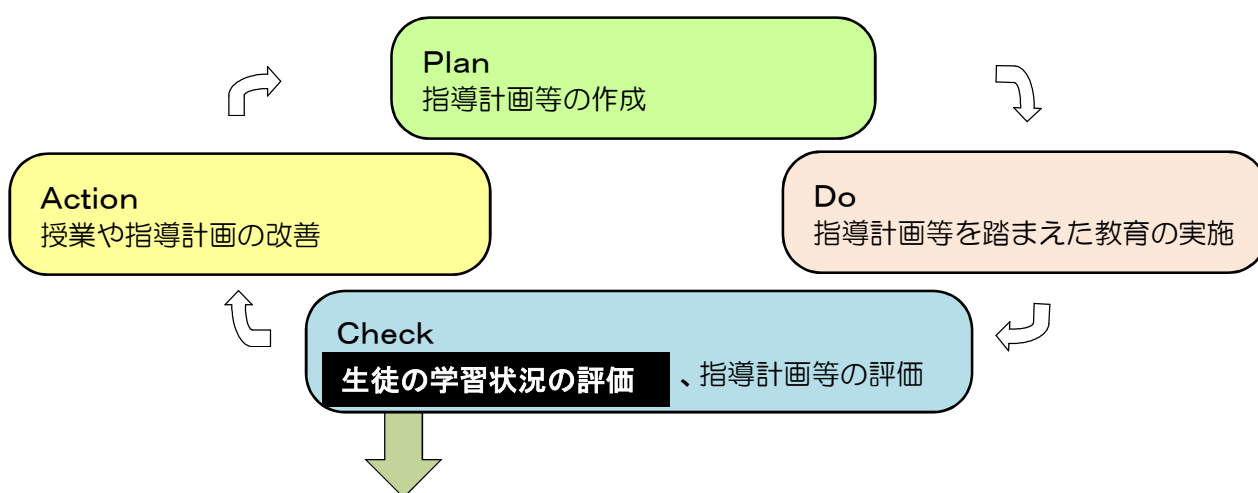 Plan
指導計画等の作成
Action
授業や指導計画の改善
Do
指導計画等を踏まえた教育の実施
Check
生徒の学習状況の評価 、指導計画等の評価